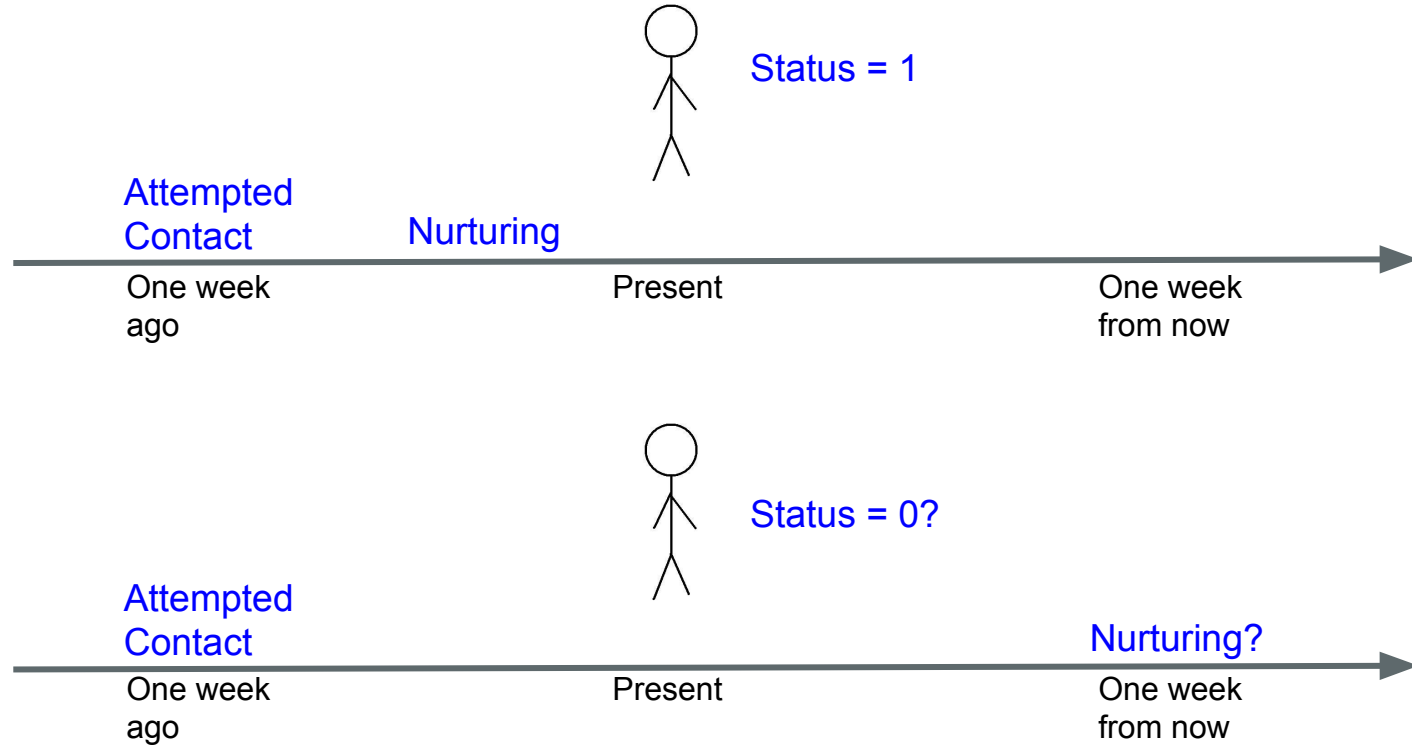 Status = 1
Attempted
Contact
Nurturing
One week
ago
Present
One week
from now
Status = 0?
Attempted
Contact
Nurturing?
One week
ago
Present
One week
from now